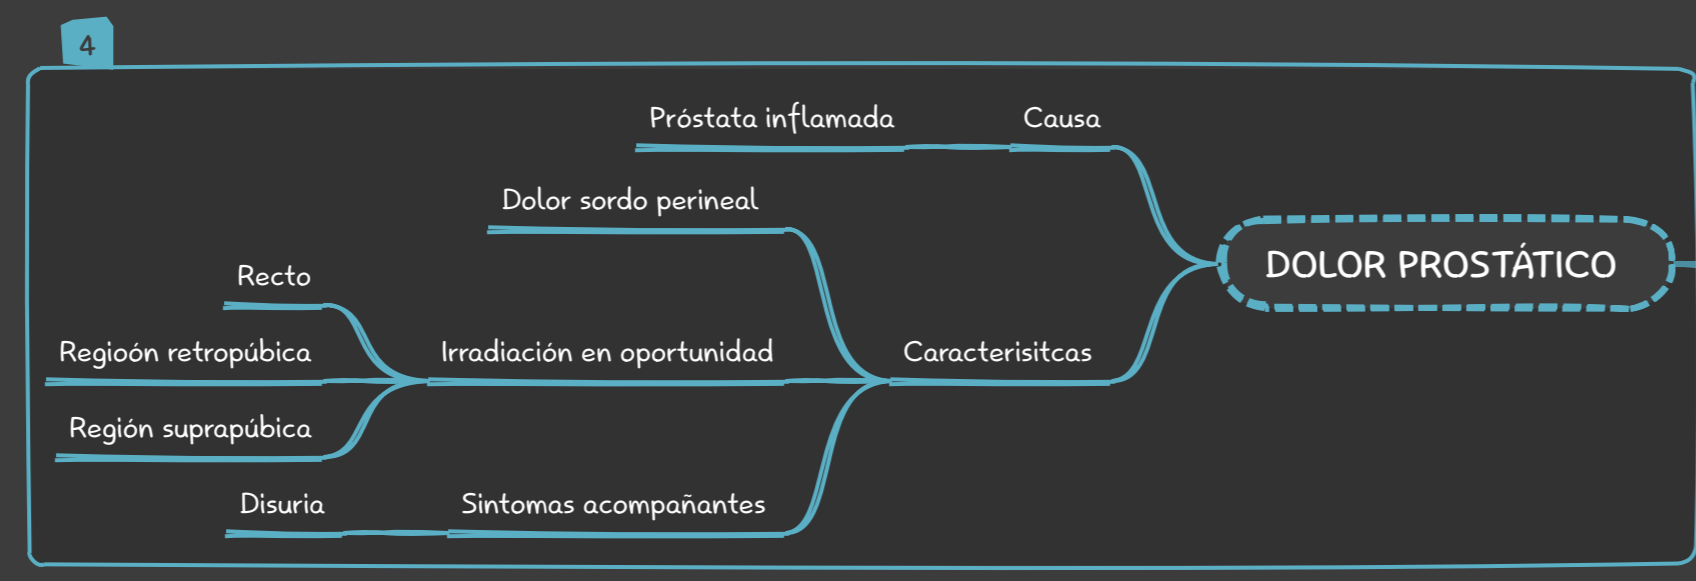 4
Próstata inflamada
Causa
Dolor sordo perineal
DOLOR PROSTÁTICO
Recto
Regioón retropúbica
Irradiación en oportunidad
Caracterisitcas
Región suprapúbica
Disuria
Sintomas acompañantes